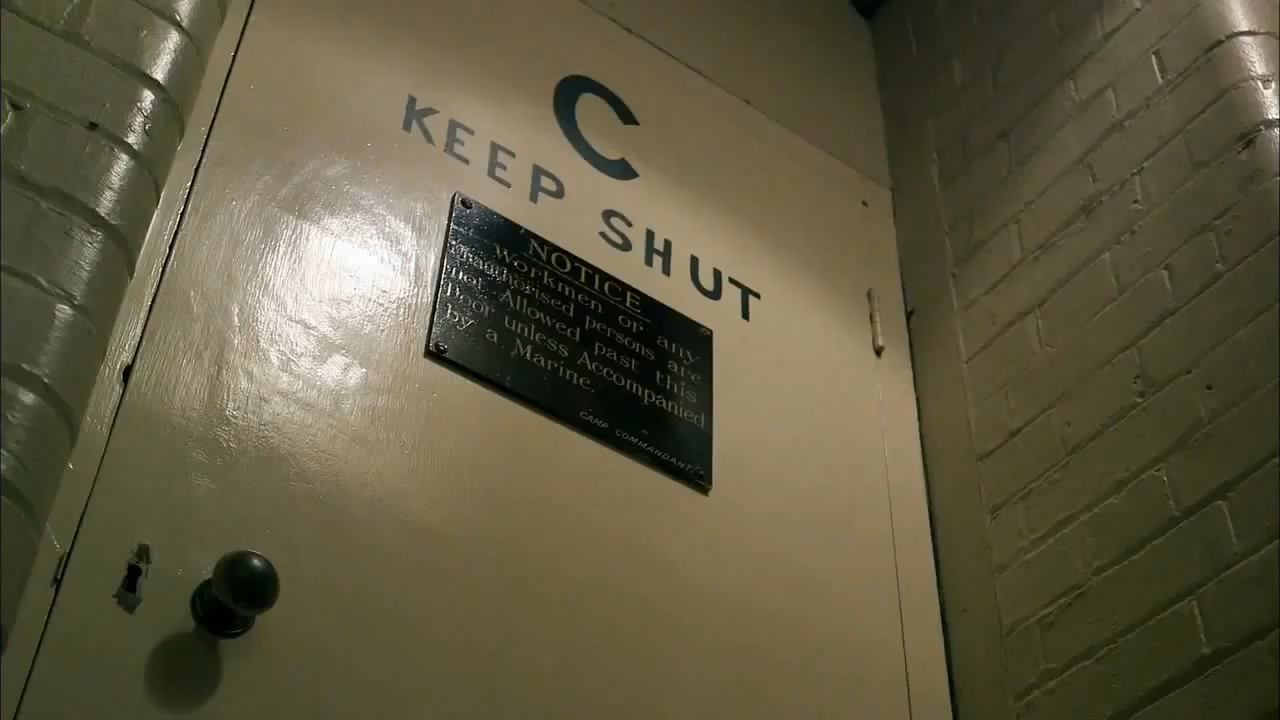 C
KEEP SHUT
NOTICE
Workmen or any
unauthorised persons are
not Allowed past this
Door unless Accompanied
by a Marine.
CAMP COMMANDANT.